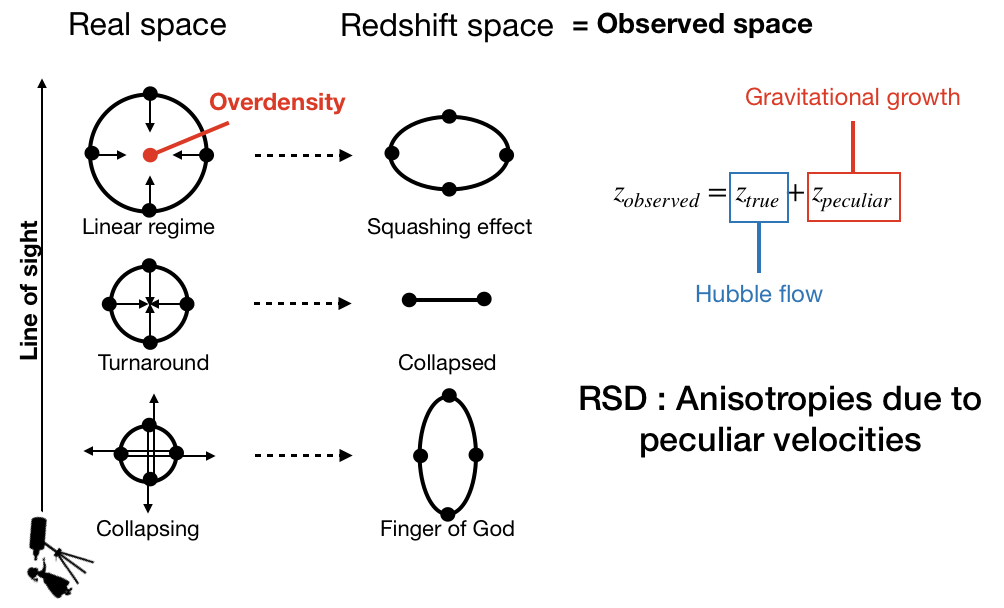 Real space
Redshift space = Observed space
Overdensity
Linear regime
Squashing effect
Line of sight
Turnaround
Collapsed
Collapsing
Finger of God
Gravitational growth
z_observed = z_true + z_peculiar
Hubble flow
RSD : Anisotropies due to
peculiar velocities